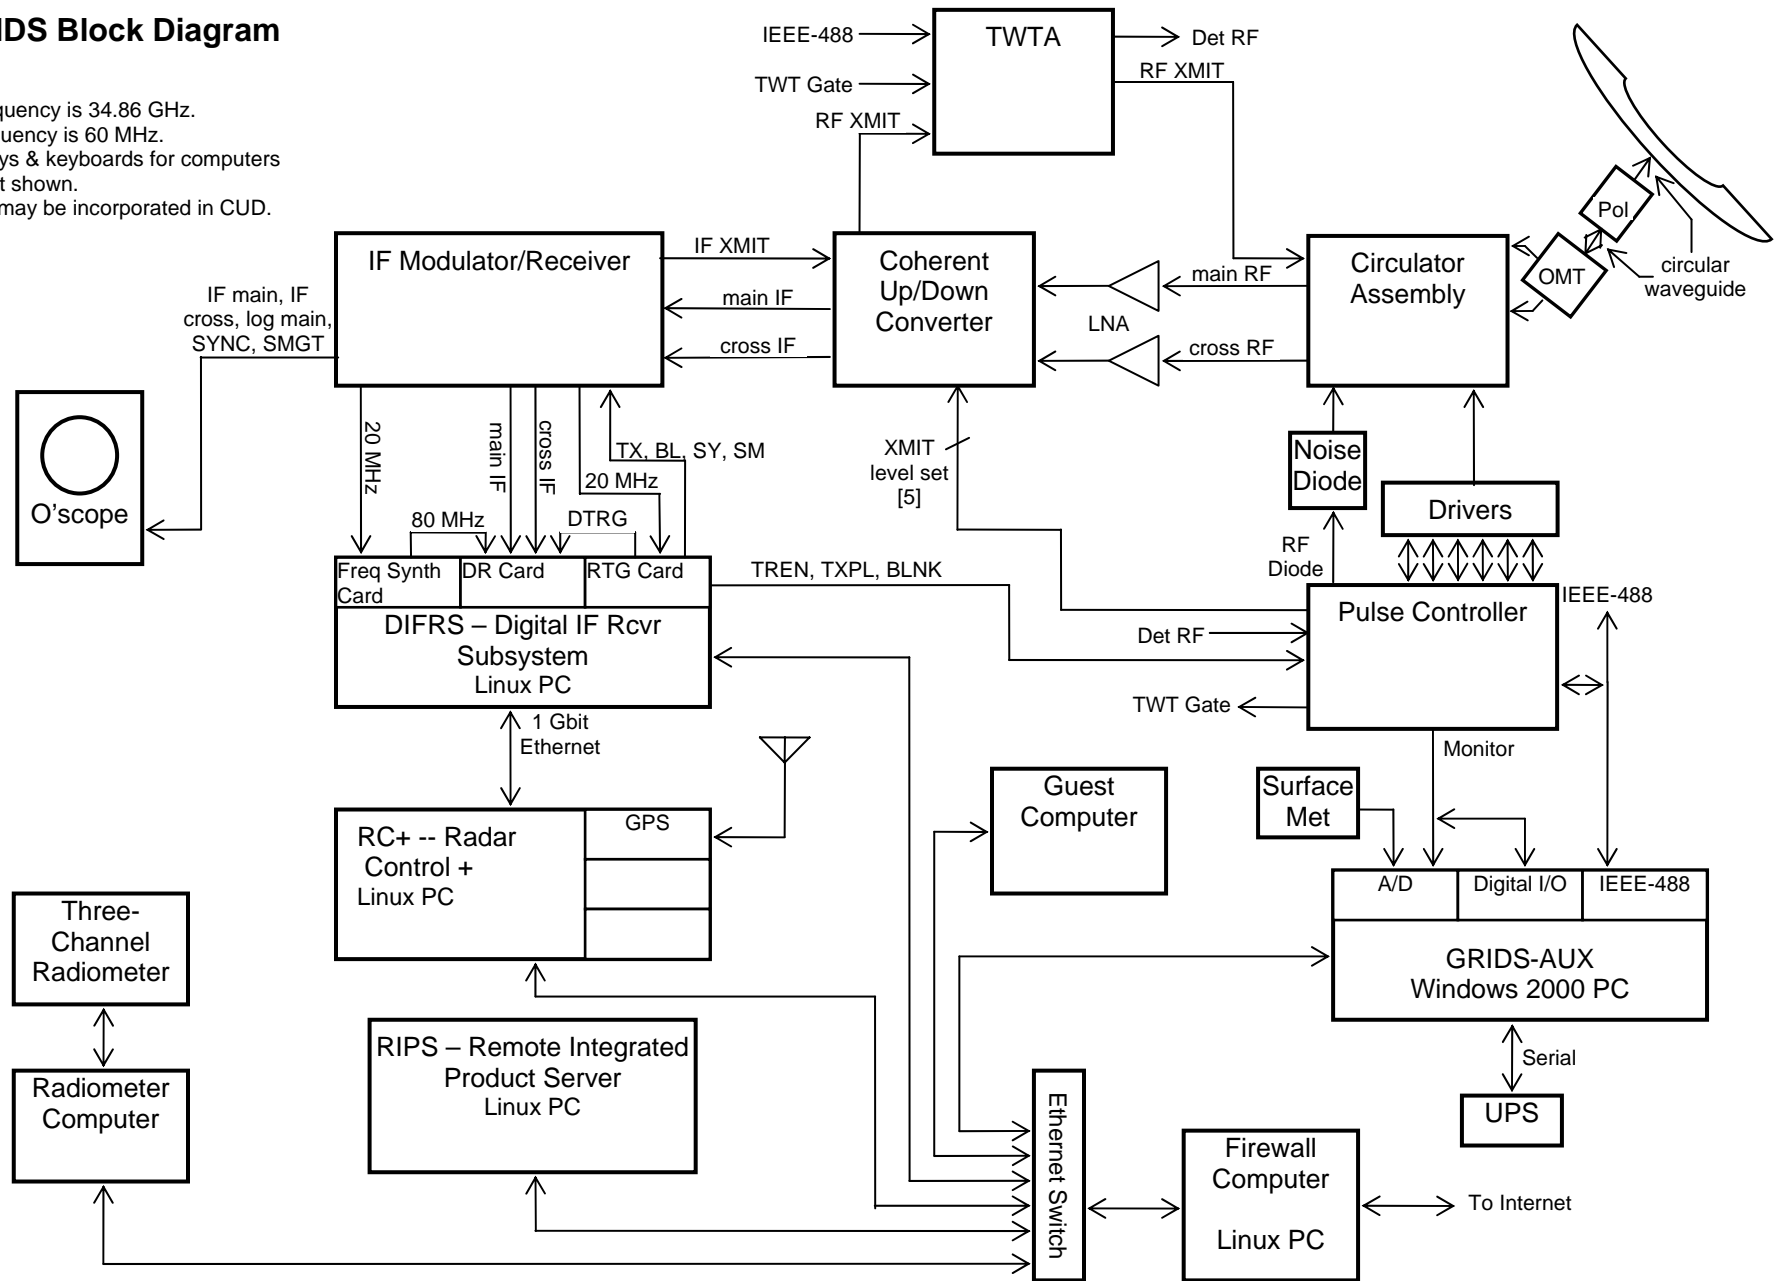 IDS Block Diagram
quency is 34.86 GHz.
quency is 60 MHz.
ys & keyboards for computers
t shown.
may be incorporated in CUD.
IEEE-488
TWT Gate
RF XMIT
TWTA
Det RF
RF XMIT
IF Modulator/Receiver
IF XMIT
main IF
cross IF
Coherent
Up/Down
Converter
main RF
LNA
cross RF
Circulator
Assembly
Pol
OMT
circular
waveguide
IF main, IF
cross, log main,
SYNC, SMGT
O'scope
20 MHz
main IF
cross IF
TX, BL, SY, SM
20 MHz
80 MHz
DTRG
XMIT
level set
[5]
Noise
Diode
Drivers
RF
Diode
Freq Synth
Card
DR Card
RTG Card
DIFRS – Digital IF Rcvr
Subsystem
Linux PC
TREN, TXPL, BLNK
Det RF
TWT Gate
Pulse Controller
IEEE-488
Monitor
1 Gbit
Ethernet
RC+ -- Radar
Control +
Linux PC
GPS
Guest
Computer
Surface
Met
A/D
Digital I/O
IEEE-488
GRIDS-AUX
Windows 2000 PC
Serial
UPS
Three-
Channel
Radiometer
Radiometer
Computer
RIPS – Remote Integrated
Product Server
Linux PC
Ethernet Switch
Firewall
Computer
Linux PC
To Internet